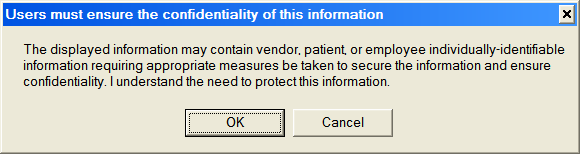 Users must ensure the confidentiality of this information
The displayed information may contain vendor, patient, or employee individually-identifiable
information requiring appropriate measures be taken to secure the information and ensure
confidentiality. I understand the need to protect this information.
OK Cancel